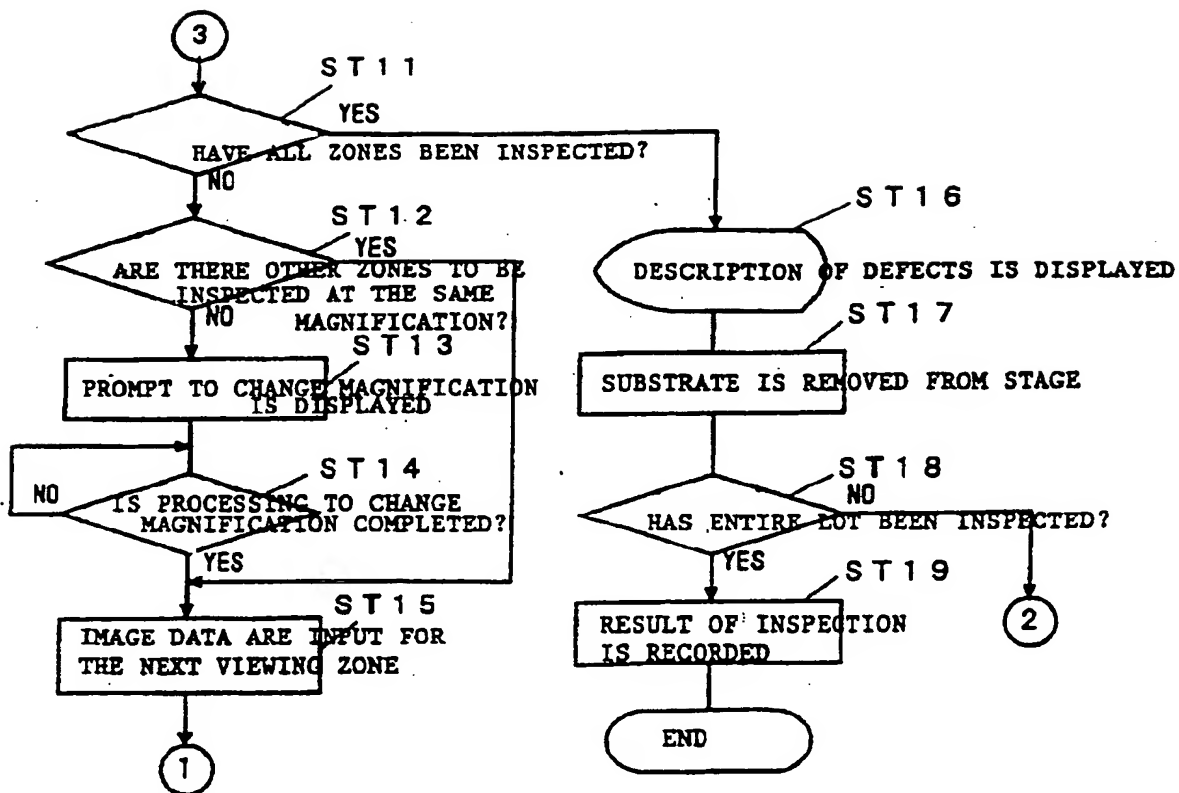 3
ST11
YES
HAVE ALL ZONES BEEN INSPECTED?
NO
ST12
YES
ARE THERE OTHER ZONES TO BE
INSPECTED AT THE SAME
MAGNIFICATION?
NO
ST13
PROMPT TO CHANGE MAGNIFICATION
IS DISPLAYED
ST14
NO
IS PROCESSING TO CHANGE
MAGNIFICATION COMPLETED?
YES
ST15
IMAGE DATA ARE INPUT FOR
THE NEXT VIEWING ZONE
1
ST16
DESCRIPTION OF DEFECTS IS DISPLAYED
ST17
SUBSTRATE IS REMOVED FROM STAGE
ST18
NO
HAS ENTIRE LOT BEEN INSPECTED?
YES
2
ST19
RESULT OF INSPECTION
IS RECORDED
END